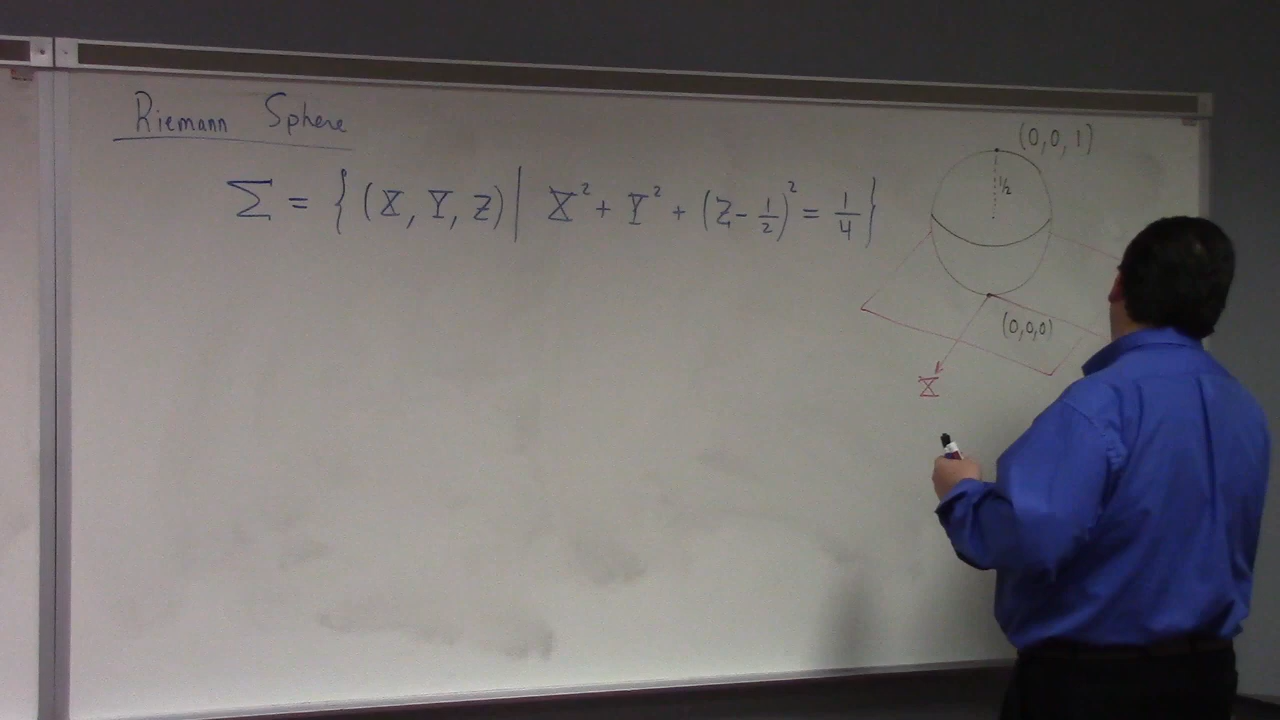 Riemann Sphere
Σ = { (X, Y, Z) | X² + Y² + (Z - 1/2)² = 1/4 }
(0,0,1)
1/2
(0,0,0)
X